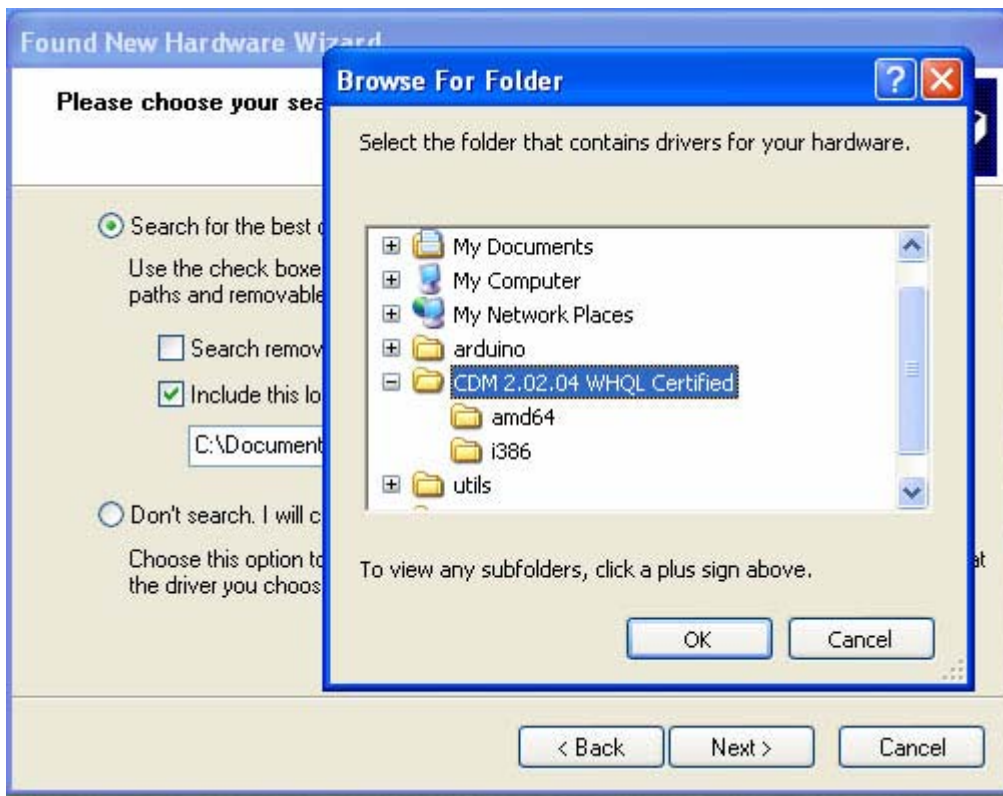 Found New Hardware Wizard
Please choose your sea
Search for the best
Use the check boxe
paths and removable
Search remov
Include this lo
C:\Document
Don't search. I will c
Choose this option to
the driver you choos
at
Browse For Folder
Select the folder that contains drivers for your hardware.
My Documents
My Computer
My Network Places
arduino
CDM 2.02.04 WHQL Certified
amd64
i386
utils
To view any subfolders, click a plus sign above.
OK
Cancel
< Back
Next >
Cancel